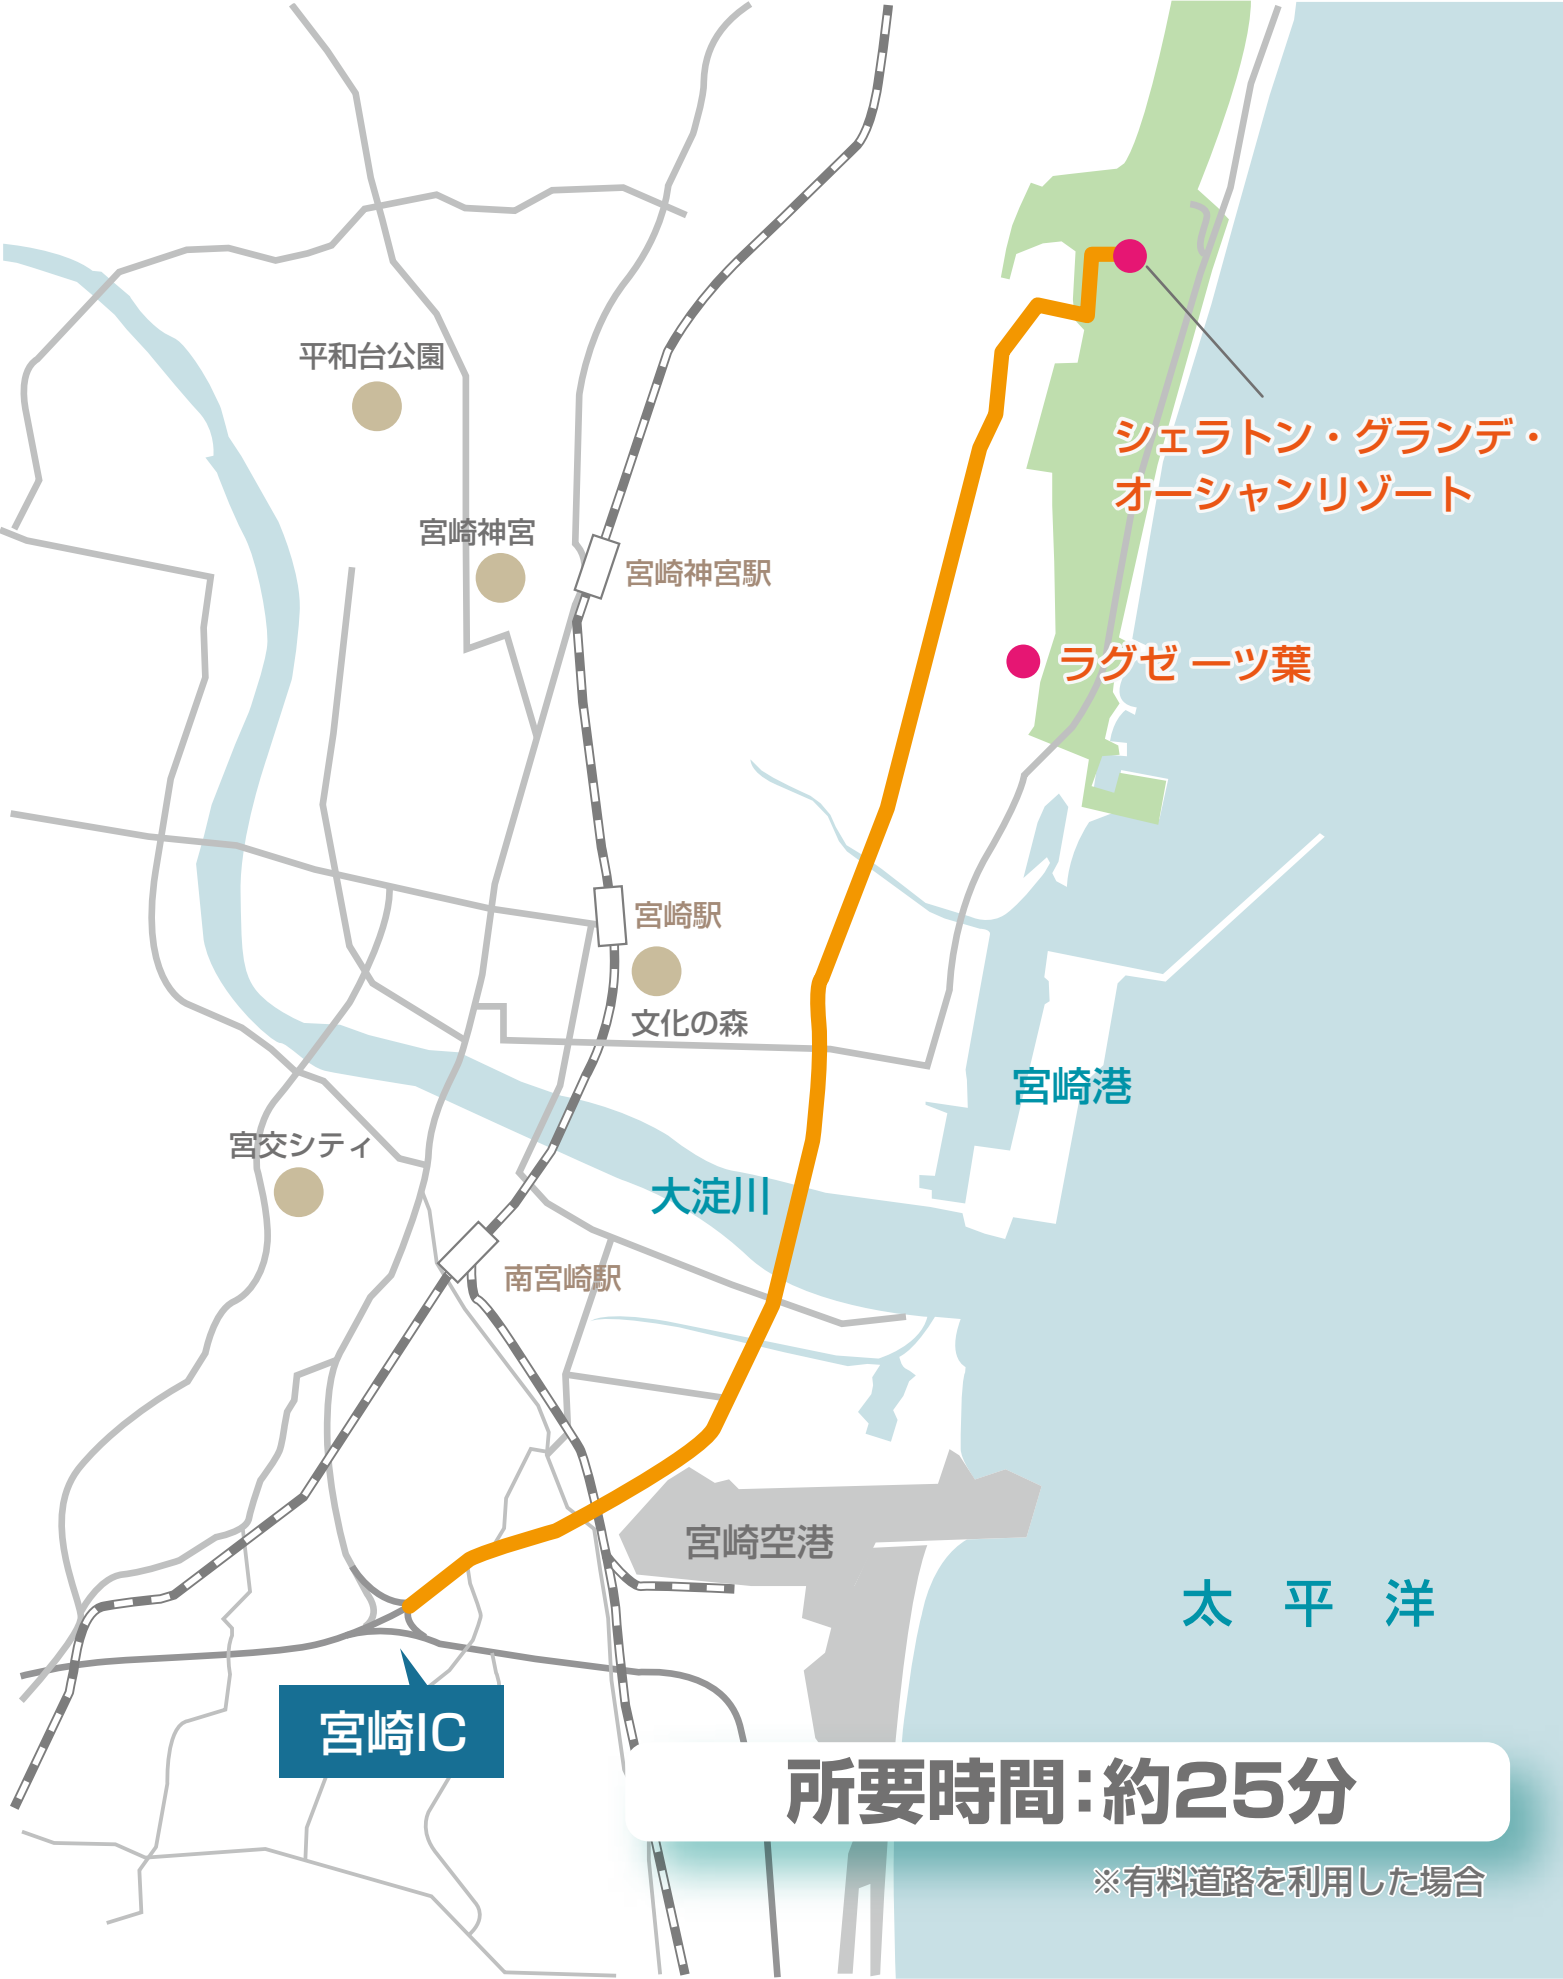 平和台公園
シェラトン・グランデ・
オーシャンリゾート
宮崎神宮
宮崎神宮駅
ラグゼ 一ツ葉
宮崎駅
文化の森
宮崎港
宮交シティ
大淀川
南宮崎駅
宮崎空港
太 平 洋
宮崎IC
所要時間:約25分
※有料道路を利用した場合